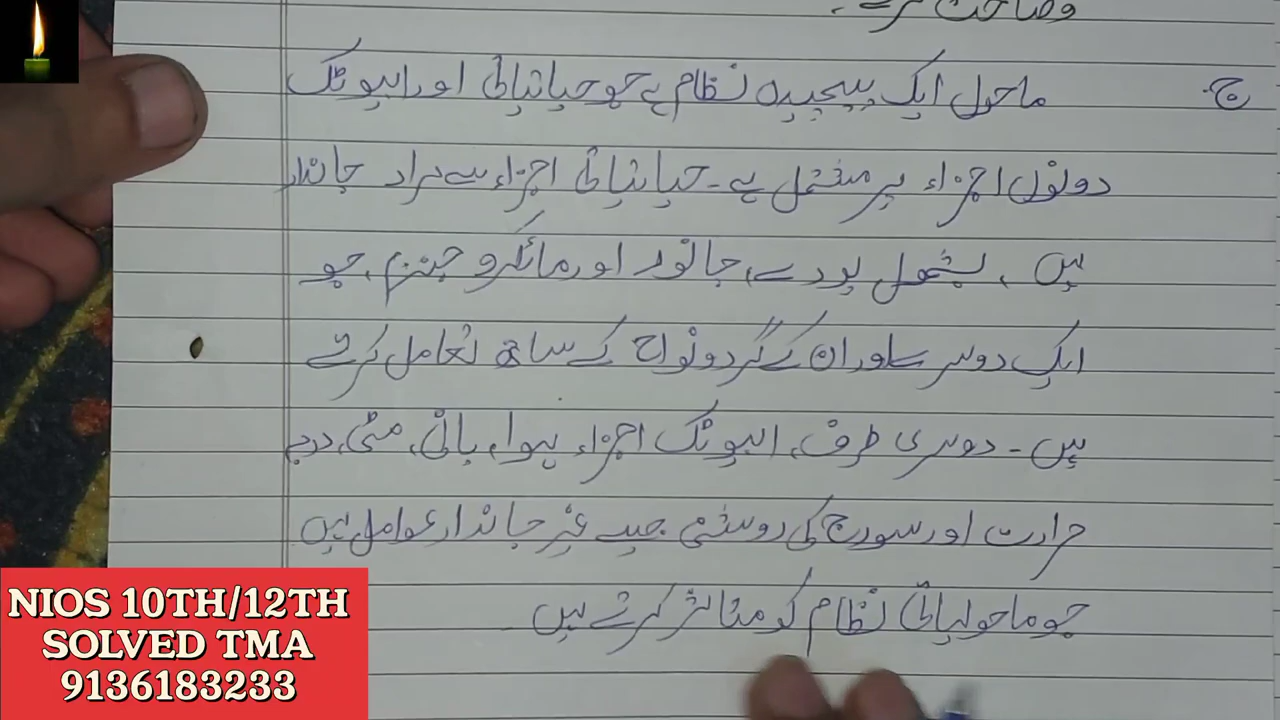 وضاحت کرے۔
ج۔ ماحول ایک پیچیدہ نظام ہے جو حیاتیاتی اور ابیوٹک
دونوں اجزاء پر مشتمل ہے۔ حیاتیاتی اجزاء سے مراد جاندار
ہیں، بشمول پودے، جانور اور مائکرو جنزم، جو
ایک دوسرے اور ان کے گردونواح کے ساتھ تعامل کرتے
ہیں۔ دوسری طرف، ابیوٹک اجزاء ہوا، پانی، مٹی، درجہ
حرارت اور سورج کی روشنی جیسے غیر جاندار عوامل ہیں
جو ماحولیاتی نظام کو متاثر کرتے ہیں
NIOS 10TH/12TH
SOLVED TMA
9136183233